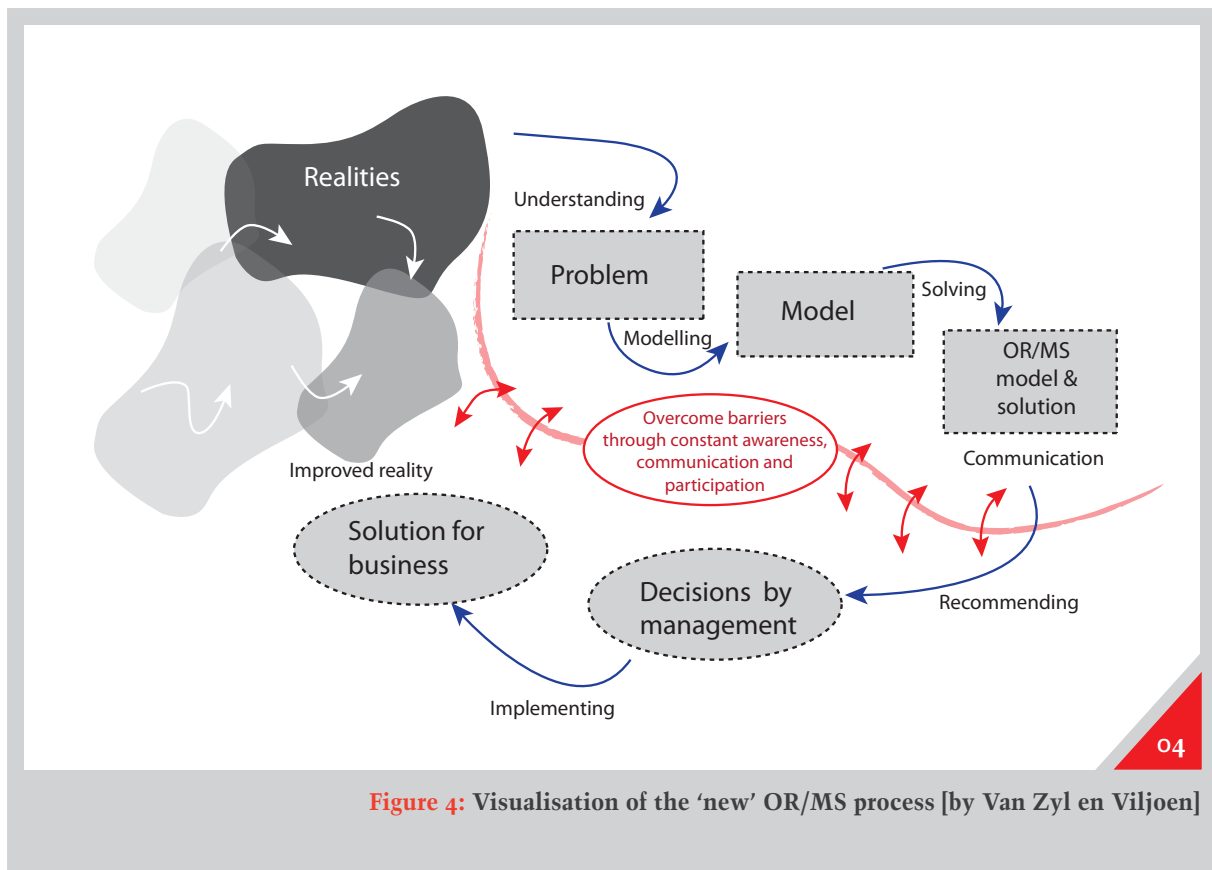 Realities
Understanding
Problem
Modelling
Model
Solving
OR/MS
model &
solution
Communication
Overcome barriers
through constant awareness,
communication and
participation
Improved reality
Solution for
business
Decisions by
management
Recommending
Implementing
04
Figure 4: Visualisation of the ‘new’ OR/MS process [by Van Zyl en Viljoen]